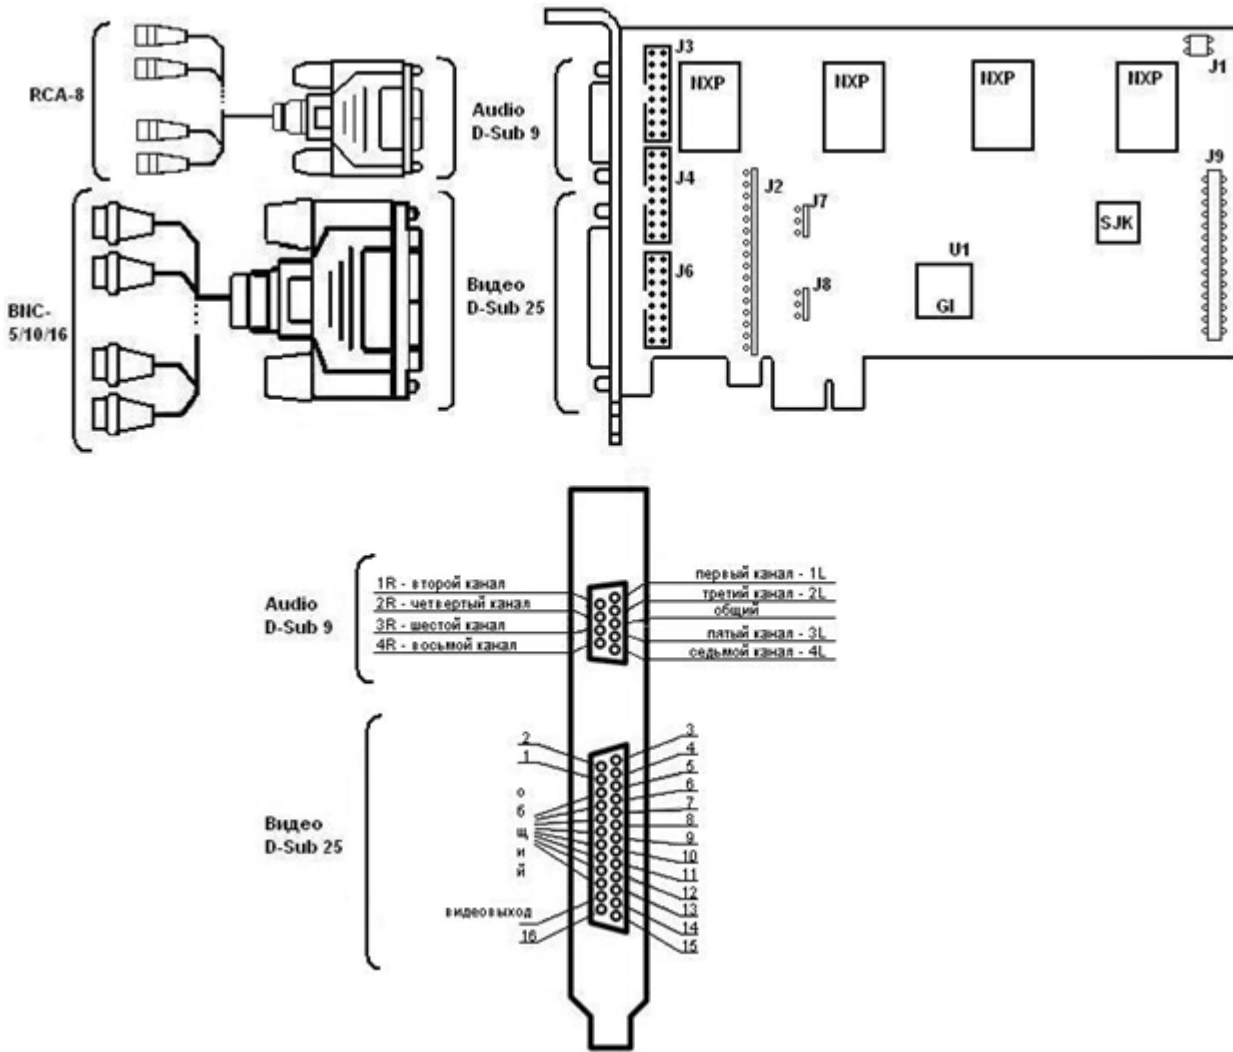 RCA-8
Audio
D-Sub 9
BNC-
5/10/16
Видео
D-Sub 25
J3
NXP
NXP
NXP
NXP
J1
J4
J2
J7
J9
SJK
J6
J8
U1
GI
Audio
D-Sub 9
1R - второй канал
2R - четвертый канал
3R - шестой канал
4R - восьмой канал
первый канал - 1L
третий канал - 2L
общий
пятый канал - 3L
седьмой канал - 4L
Видео
D-Sub 25
2
1
о
б
щ
и
й
видеовыход
16
3
4
5
6
7
8
9
10
11
12
13
14
15